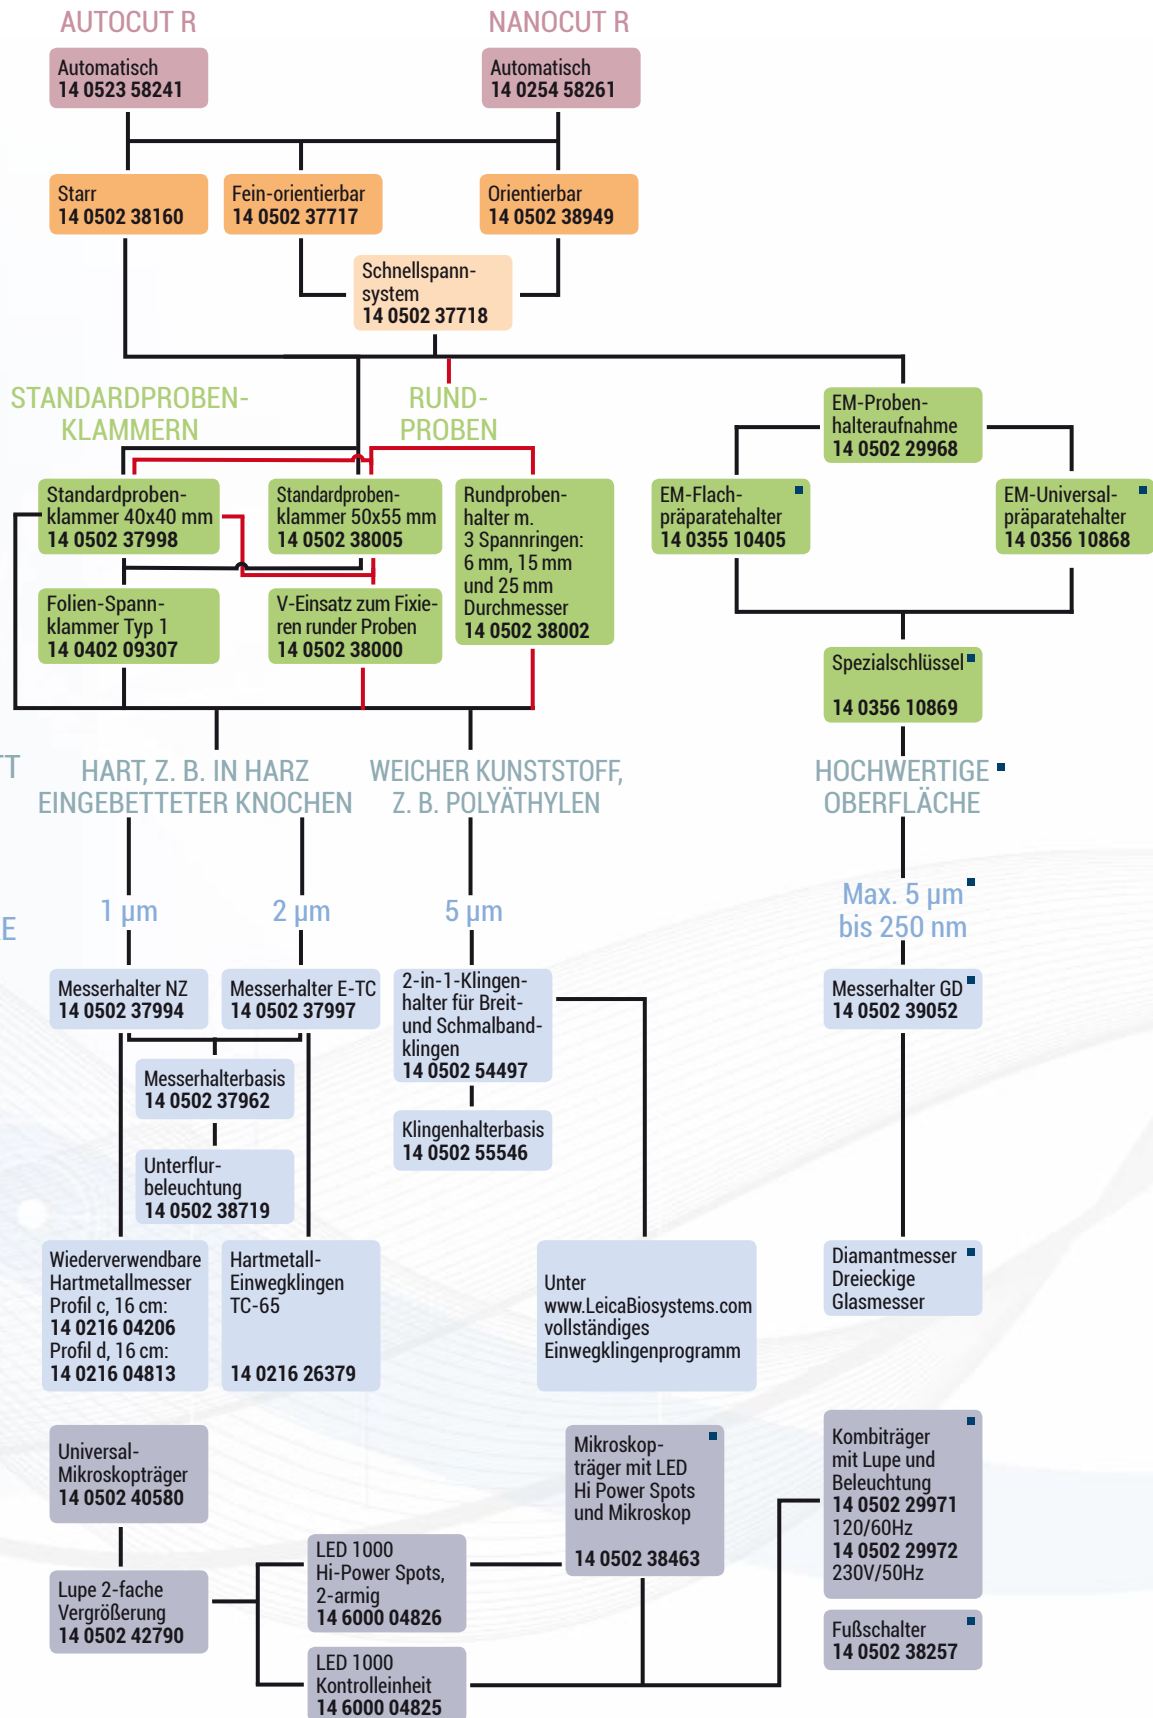 AUTOCUT R
NANOCUT R
Automatisch
14 0523 58241
Automatisch
14 0254 58261
Starr
14 0502 38160
Fein-orientierbar
14 0502 37717
Orientierbar
14 0502 38949
Schnellspann-
system
14 0502 37718
STANDARDPROBEN-
KLAMMERN
RUND-
PROBEN
EM-Proben-
halteraufnahme
14 0502 29968
Standardproben-
klammer 40x40 mm
14 0502 37998
Standardproben-
klammer 50x55 mm
14 0502 38005
Rundproben-
halter m.
3 Spannringen:
6 mm, 15 mm
und 25 mm
Durchmesser
14 0502 38002
EM-Flach-
präparatehalter
14 0355 10405
EM-Universal-
präparatehalter
14 0356 10868
Folien-Spann-
klammer Typ 1
14 0402 09307
V-Einsatz zum Fixie-
ren runder Proben
14 0502 38000
Spezialschlüssel
14 0356 10869
TT
HART, Z. B. IN HARZ
EINGEBETTETER KNOCHEN
WEICHER KUNSTSTOFF,
Z. B. POLYÄTHYLEN
HOCHWERTIGE
OBERFLÄCHE
E
1 µm
2 µm
5 µm
Max. 5 µm
bis 250 nm
Messerhalter NZ
14 0502 37994
Messerhalter E-TC
14 0502 37997
2-in-1-Klingen-
halter für Breit-
und Schmalband-
klingen
14 0502 54497
Messerhalter GD
14 0502 39052
Messerhalterbasis
14 0502 37962
Klingenhalterbasis
14 0502 55546
Unterflur-
beleuchtung
14 0502 38719
Wiederverwendbare
Hartmetallmesser
Profil c, 16 cm:
14 0216 04206
Profil d, 16 cm:
14 0216 04813
Hartmetall-
Einwegklingen
TC-65
14 0216 26379
Unter
www.LeicaBiosystems.com
vollständiges
Einwegklingenprogramm
Diamantmesser
Dreieckige
Glasmesser
Universal-
Mikroskopträger
14 0502 40580
Mikroskop-
träger mit LED
Hi Power Spots
und Mikroskop
14 0502 38463
Kombiträger
mit Lupe und
Beleuchtung
14 0502 29971
120/60Hz
14 0502 29972
230V/50Hz
Lupe 2-fache
Vergrößerung
14 0502 42790
LED 1000
Hi-Power Spots,
2-armig
14 6000 04826
Fußschalter
14 0502 38257
LED 1000
Kontrolleinheit
14 6000 04825